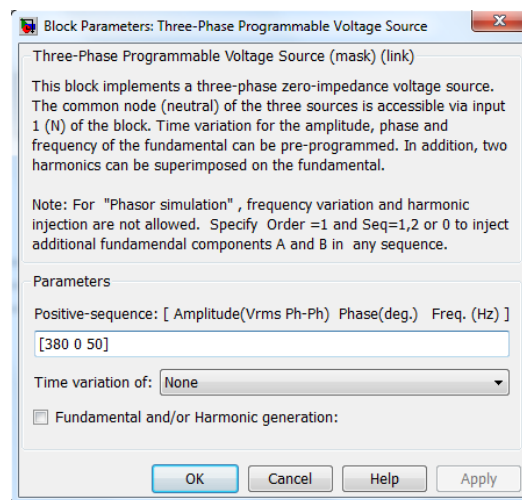 Block Parameters: Three-Phase Programmable Voltage Source
x
Three-Phase Programmable Voltage Source (mask) (link)
This block implements a three-phase zero-impedance voltage source.
The common node (neutral) of the three sources is accessible via input
1 (N) of the block. Time variation for the amplitude, phase and
frequency of the fundamental can be pre-programmed. In addition, two
harmonics can be superimposed on the fundamental.
Note: For "Phasor simulation" , frequency variation and harmonic
injection are not allowed. Specify Order =1 and Seq=1,2 or 0 to inject
additional fundamendal components A and B in any sequence.
Parameters
Positive-sequence: [ Amplitude(Vrms Ph-Ph) Phase(deg.) Freq. (Hz) ]
[380 0 50]
Time variation of: None
Fundamental and/or Harmonic generation:
OK Cancel Help Apply